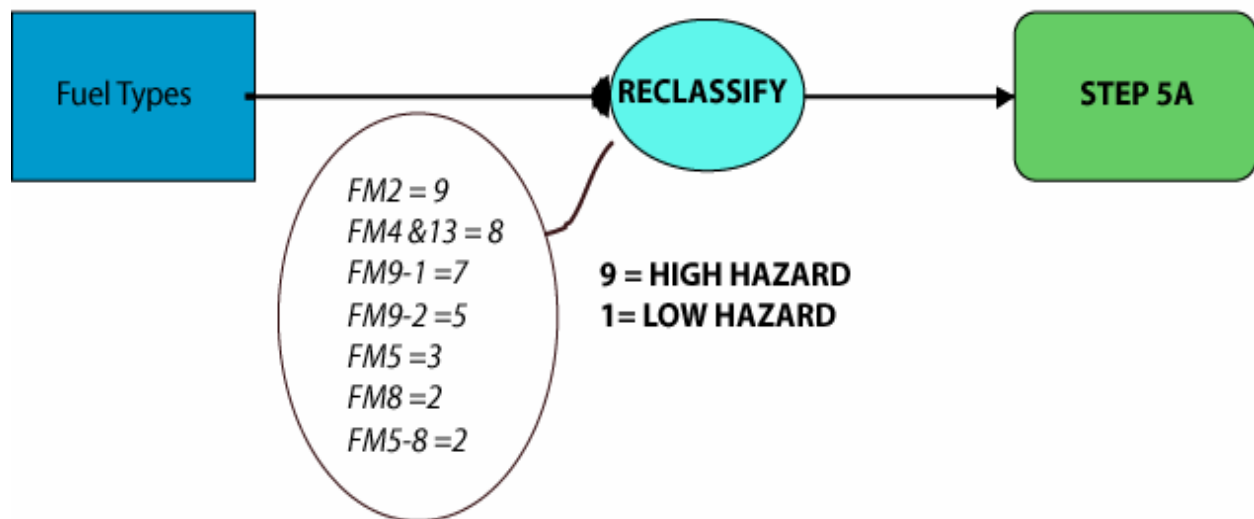 Fuel Types
RECLASSIFY
STEP 5A
FM2 = 9
FM4 &13 = 8
FM9-1 =7
FM9-2 =5
FM5 =3
FM8 =2
FM5-8 =2
9 = HIGH HAZARD
1= LOW HAZARD